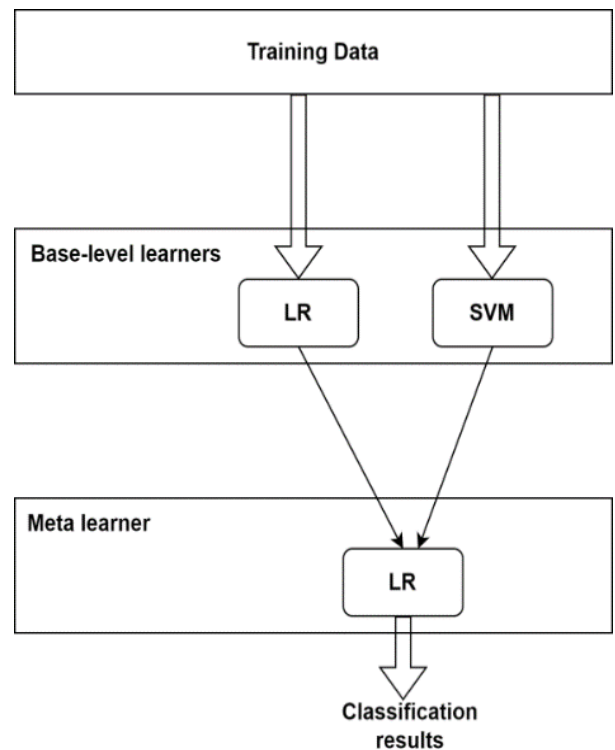 Training Data
Base-level learners
LR
SVM
Meta learner
LR
Classification
results